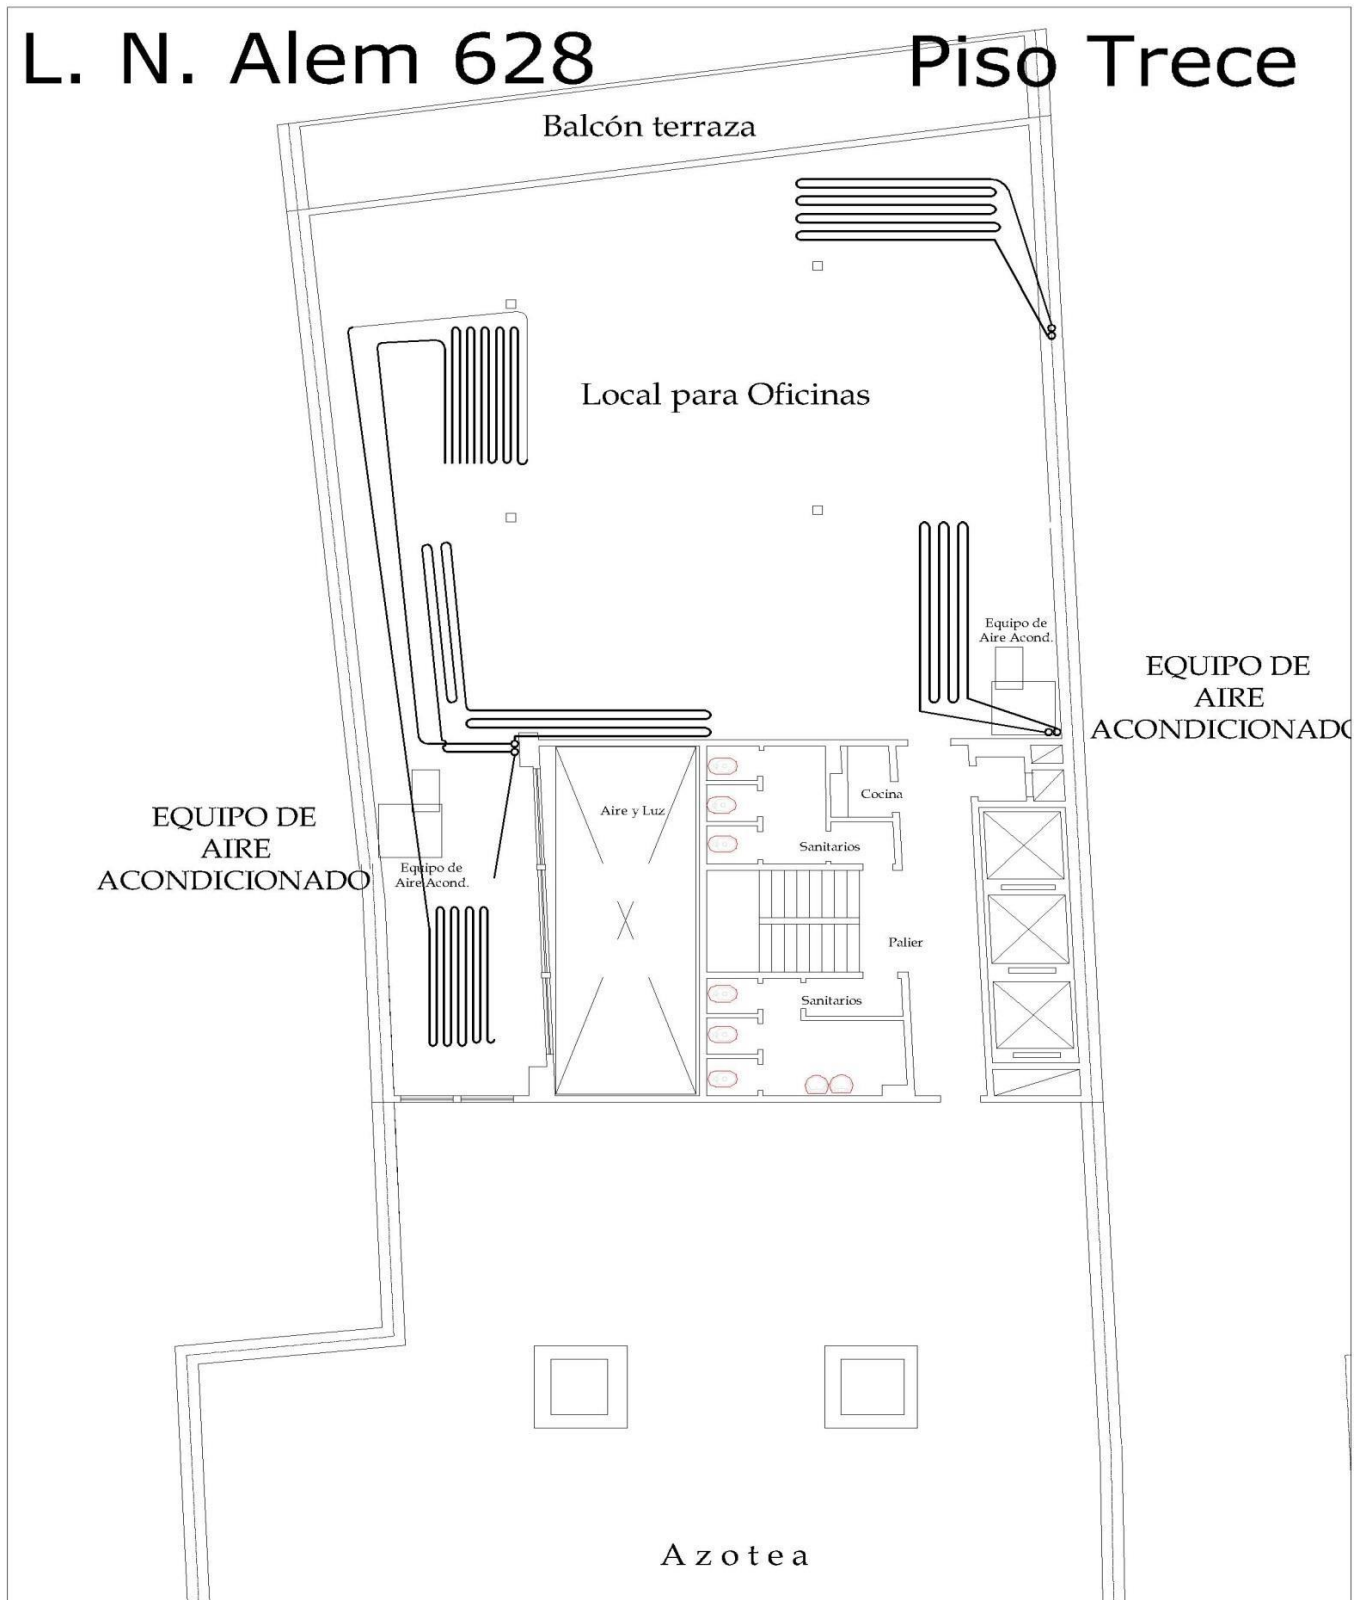 L. N. Alem 628
Piso Trece
Balcón terraza
Local para Oficinas
Equipo de
Aire Acond.
EQUIPO DE
AIRE
ACONDICIONADO
EQUIPO DE
AIRE
ACONDICIONADO
Equipo de
Aire Acond.
Aire y Luz
Cocina
Sanitarios
Palier
Sanitarios
Azotea